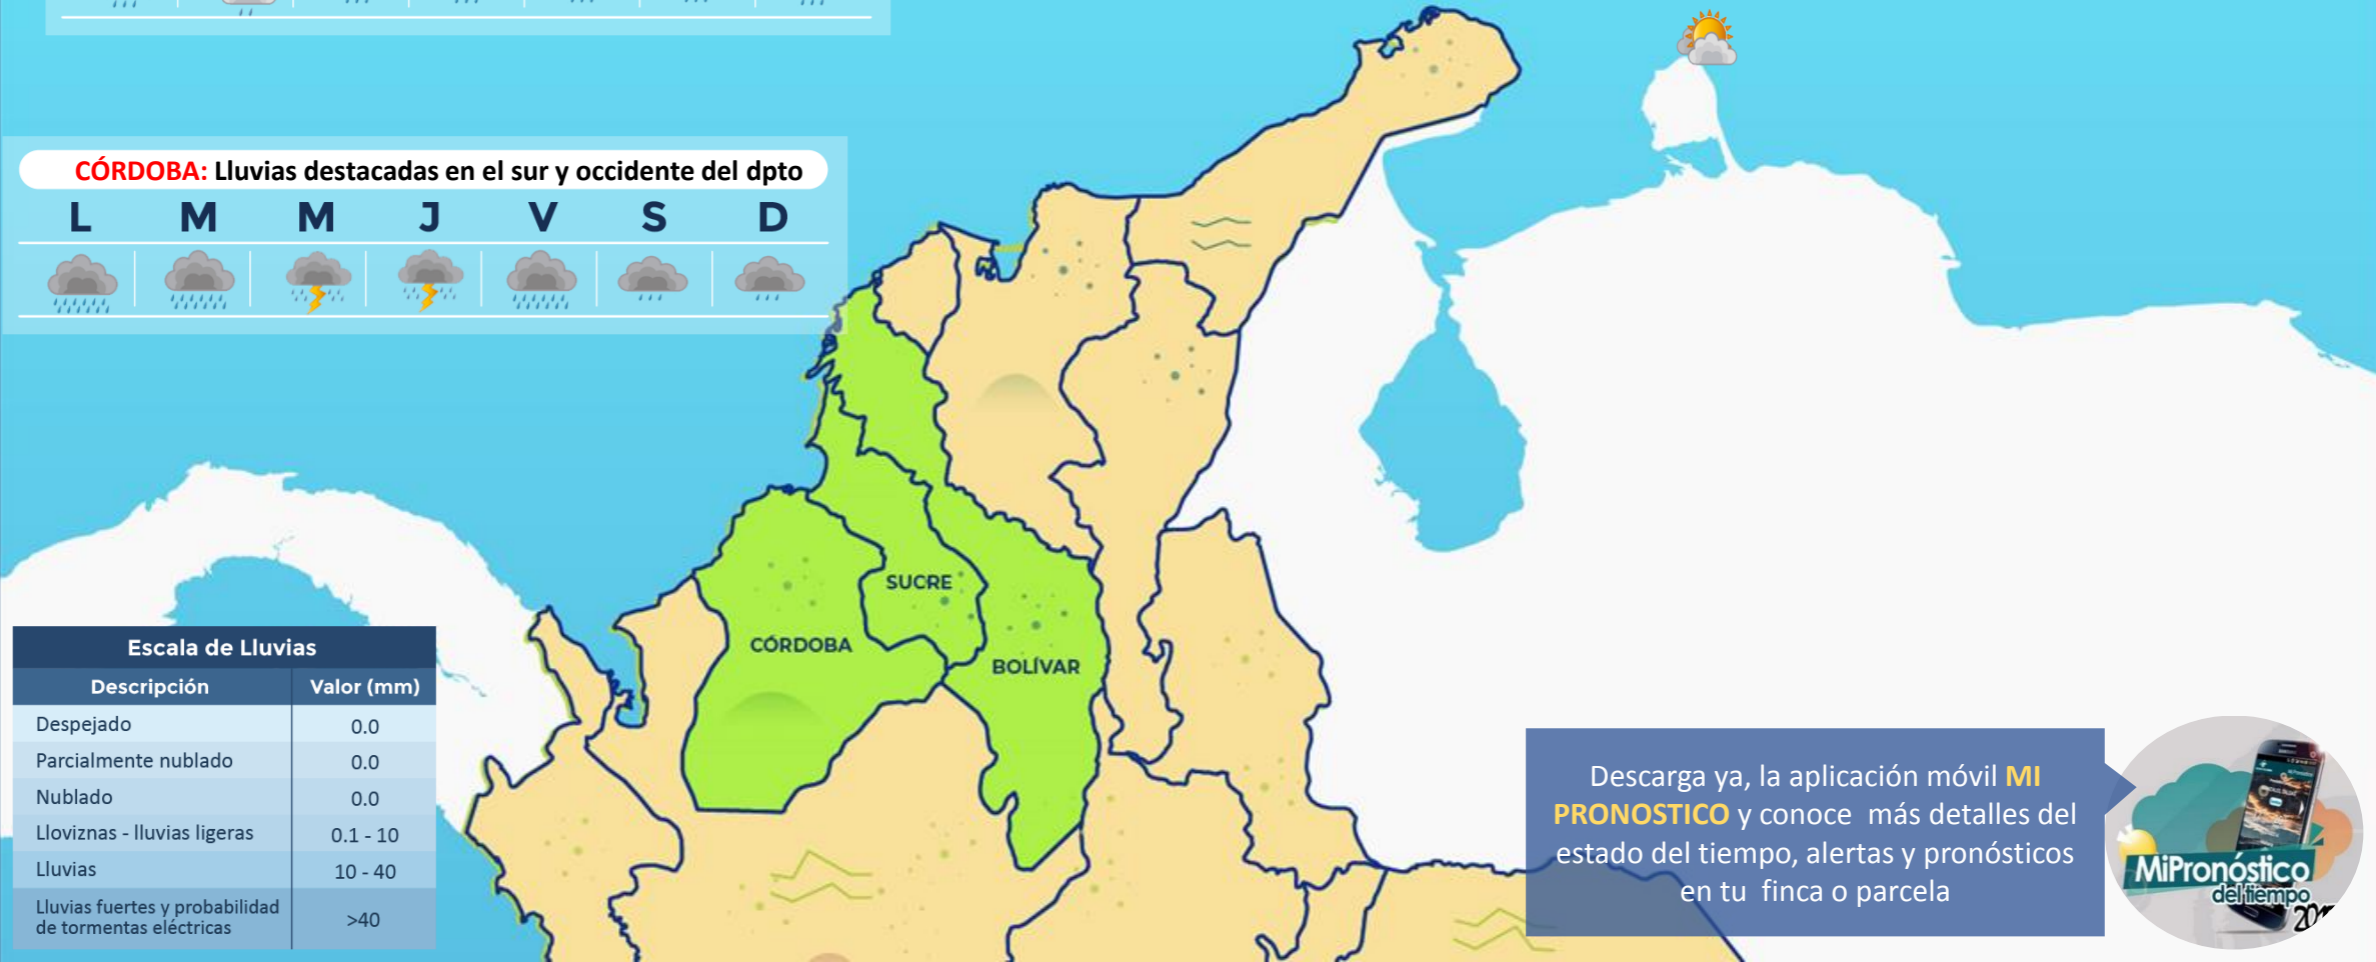 CÓRDOBA: Lluvias destacadas en el sur y occidente del dpto
L M M J V S D
SUCRE
CÓRDOBA
BOLÍVAR
Escala de Lluvias
Descripción Valor (mm)
Despejado 0.0
Parcialmente nublado 0.0
Nublado 0.0
Lloviznas - lluvias ligeras 0.1 - 10
Lluvias 10 - 40
Lluvias fuertes y probabilidad
de tormentas eléctricas >40
Descarga ya, la aplicación móvil MI
PRONOSTICO y conoce más detalles del
estado del tiempo, alertas y pronósticos
en tu finca o parcela
MiPronóstico
del tiempo